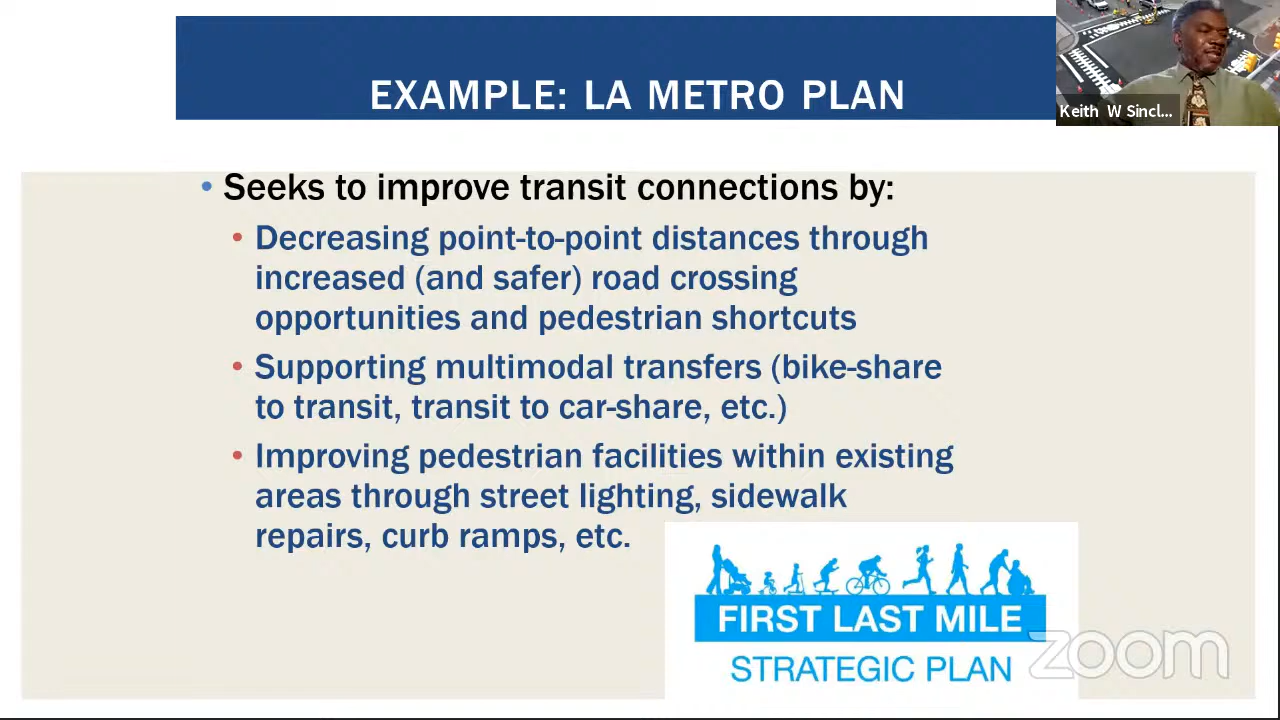 EXAMPLE: LA METRO PLAN
Keith W Sincl...
• Seeks to improve transit connections by:
• Decreasing point-to-point distances through
increased (and safer) road crossing
opportunities and pedestrian shortcuts
• Supporting multimodal transfers (bike-share
to transit, transit to car-share, etc.)
• Improving pedestrian facilities within existing
areas through street lighting, sidewalk
repairs, curb ramps, etc.
FIRST LAST MILE
STRATEGIC PLAN
zoom